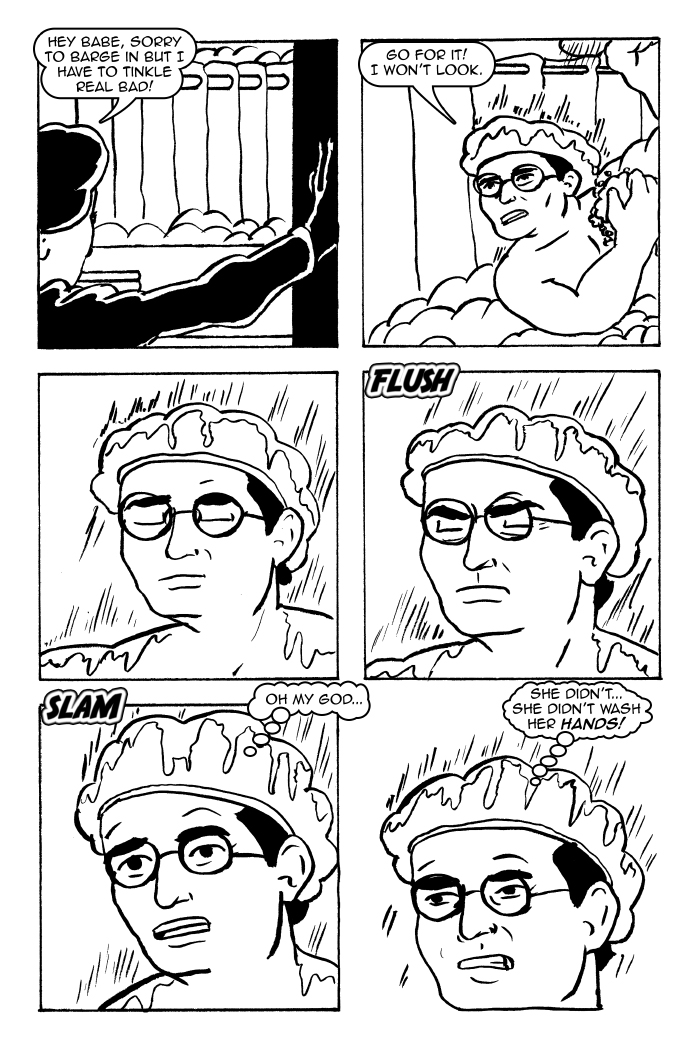 HEY BABE, SORRY
TO BARGE IN BUT I
HAVE TO TINKLE
REAL BAD!
GO FOR IT!
I WON'T LOOK.
FLUSH
SLAM
OH MY GOD...
SHE DIDN'T...
SHE DIDN'T WASH
HER HANDS!